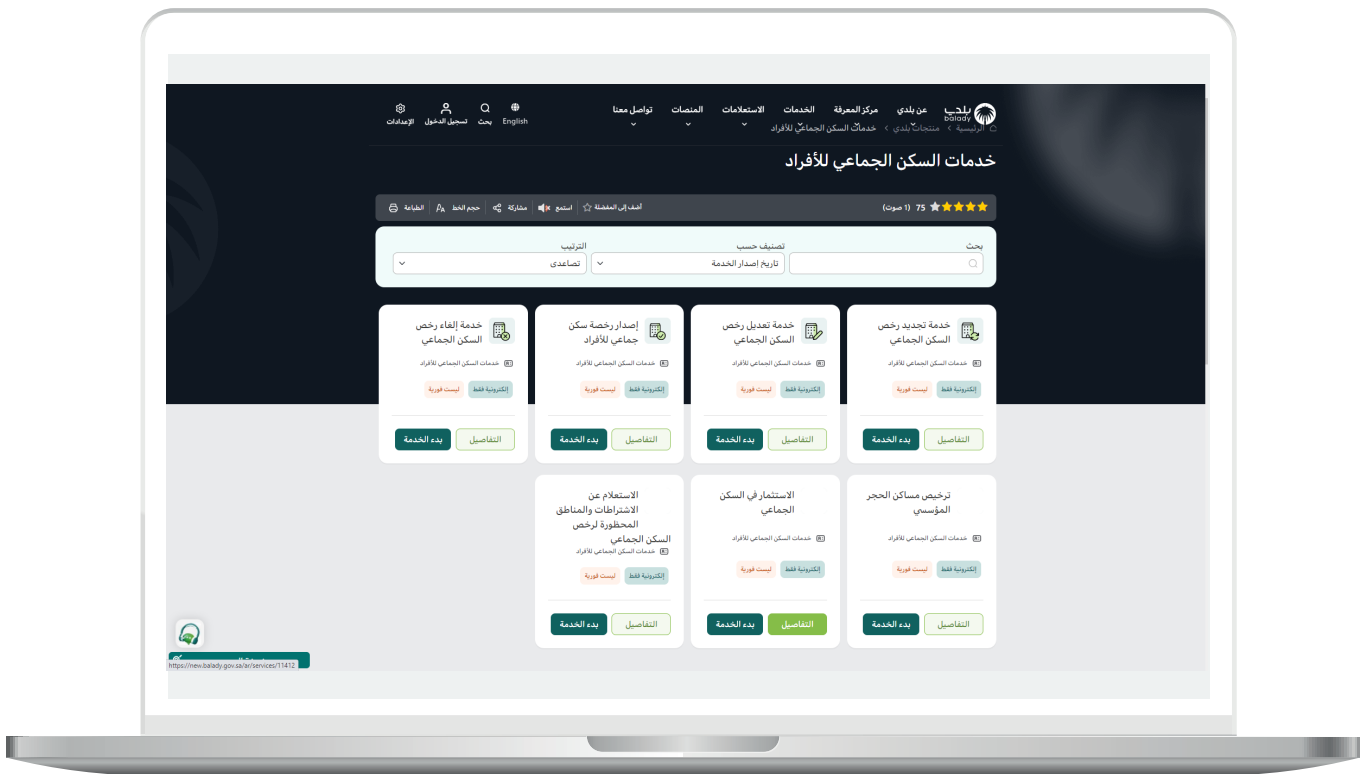 بلدي balady
عن بلدي
مركز المعرفة
الخدمات
الاستعلامات
المنصات
تواصل معنا
English
بحث
تسجيل الدخول
الإعدادات
الرئيسية > منتجات بلدي > خدمات السكن الجماعي للأفراد
خدمات السكن الجماعي للأفراد
75 (1 صوت)
أضف إلى المفضلة
استمع
مشاركة
حجم الخط
الطباعة
بحث
تصنيف حسب
الترتيب
تاريخ إصدار الخدمة
تصاعدى
خدمة تجديد رخص
السكن الجماعي
خدمات السكن الجماعي للأفراد
إلكترونية فقط
ليست فورية
التفاصيل
بدء الخدمة
خدمة تعديل رخص
السكن الجماعي
خدمات السكن الجماعي للأفراد
إلكترونية فقط
ليست فورية
التفاصيل
بدء الخدمة
إصدار رخصة سكن
جماعي للأفراد
خدمات السكن الجماعي للأفراد
إلكترونية فقط
ليست فورية
التفاصيل
بدء الخدمة
خدمة إلغاء رخص
السكن الجماعي
خدمات السكن الجماعي للأفراد
إلكترونية فقط
ليست فورية
التفاصيل
بدء الخدمة
ترخيص مساكن الحجر
المؤسسي
خدمات السكن الجماعي للأفراد
إلكترونية فقط
ليست فورية
التفاصيل
بدء الخدمة
الاستثمار في السكن
الجماعي
خدمات السكن الجماعي للأفراد
إلكترونية فقط
ليست فورية
التفاصيل
بدء الخدمة
الاستعلام عن
الاشتراطات والمناطق
المحظورة لرخص
السكن الجماعي
خدمات السكن الجماعي للأفراد
إلكترونية فقط
ليست فورية
التفاصيل
بدء الخدمة
https://new.balady.gov.sa/ar/services/11412